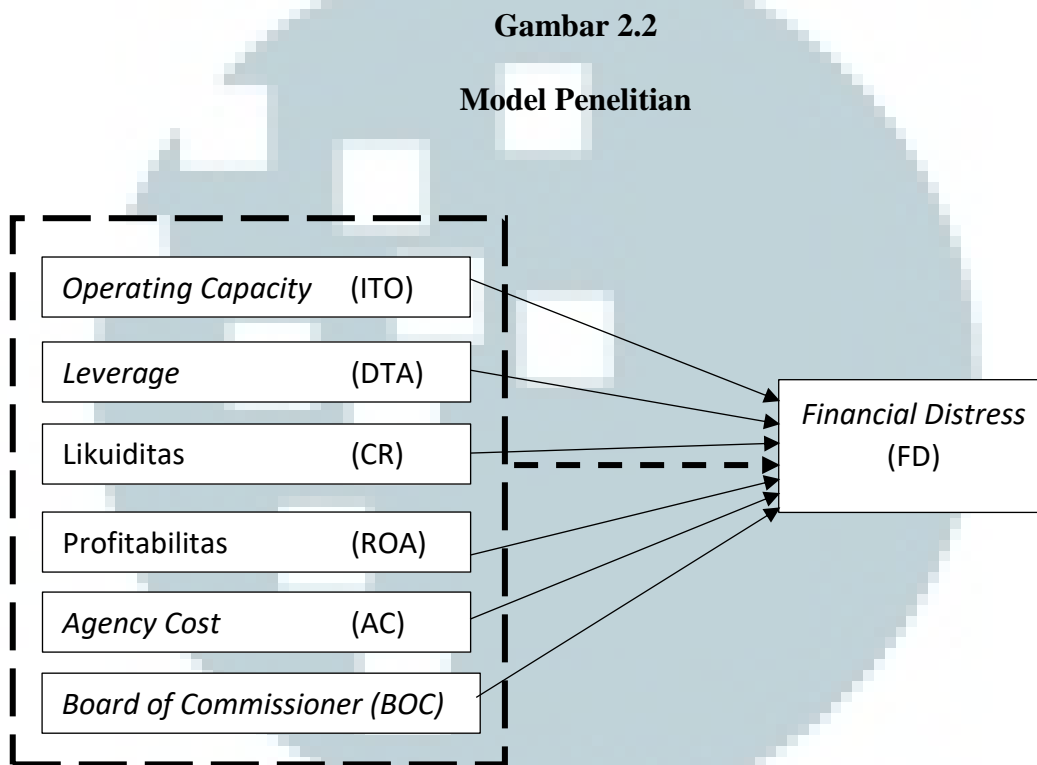 Gambar 2.2
Model Penelitian
Operating Capacity (ITO)
Leverage (DTA)
Likuiditas (CR)
Profitabilitas (ROA)
Agency Cost (AC)
Board of Commissioner (BOC)
Financial Distress
(FD)